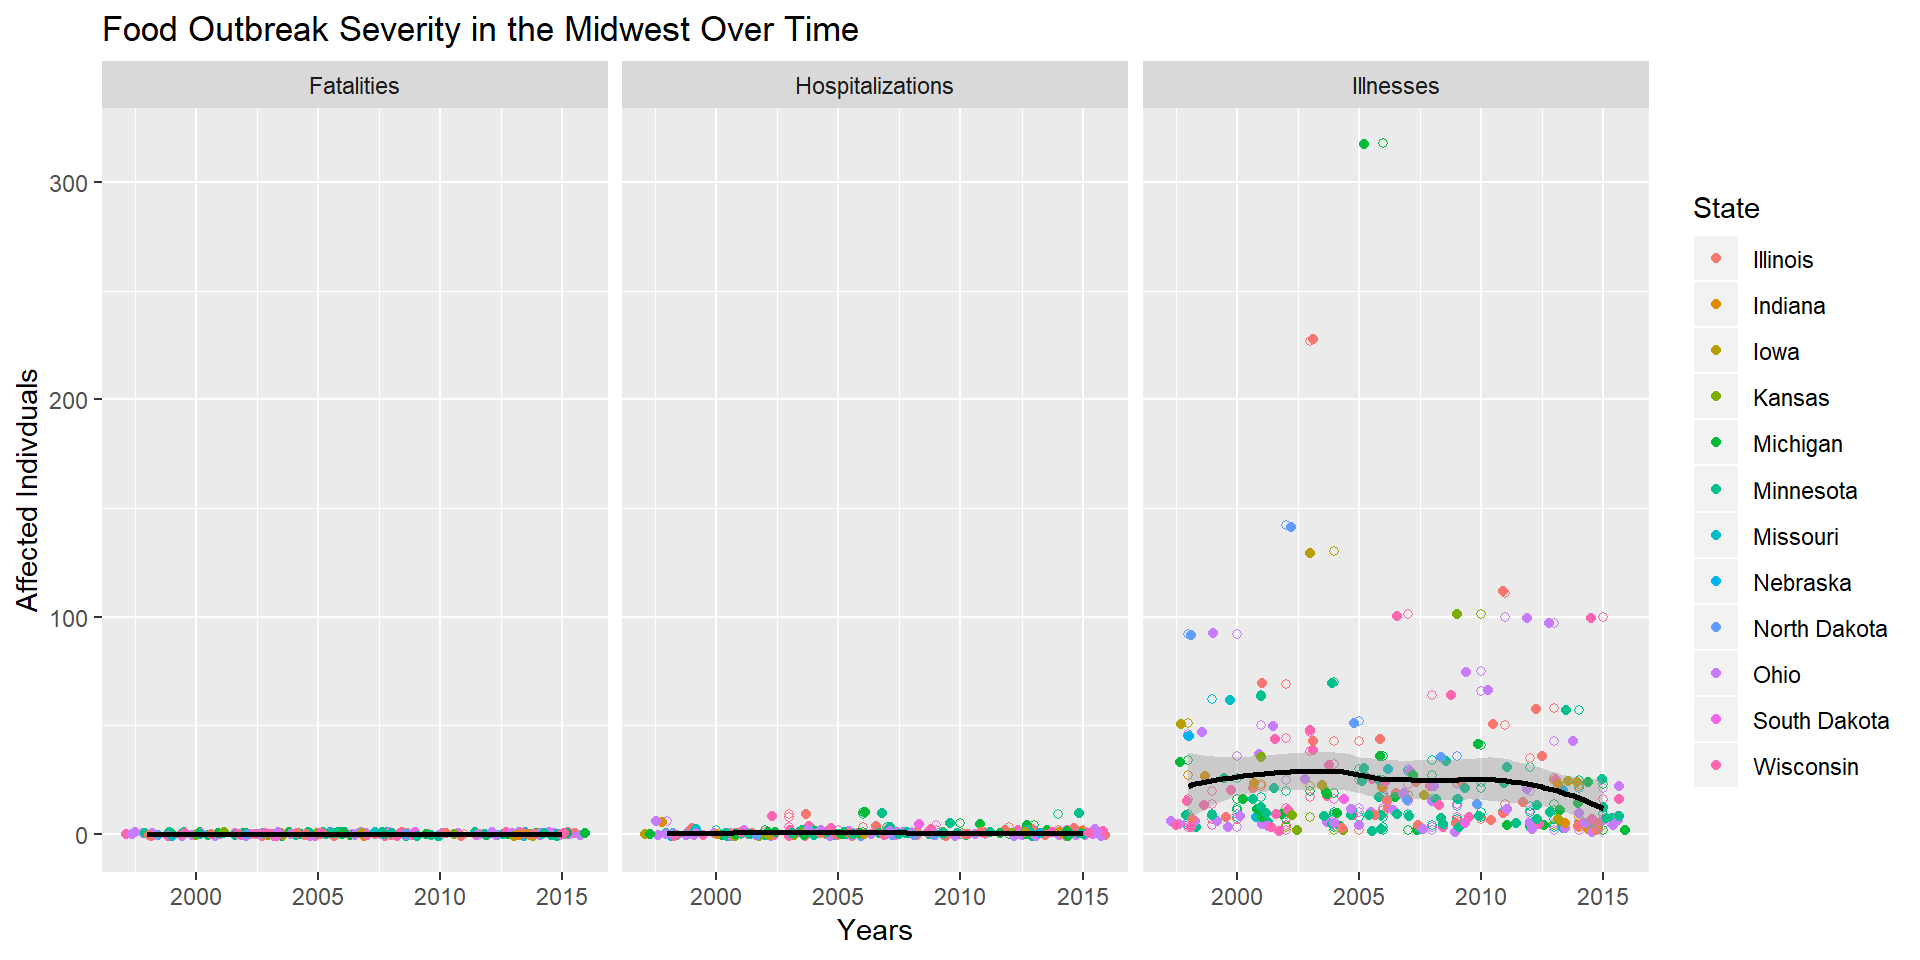 Food Outbreak Severity in the Midwest Over Time
Fatalities
Hospitalizations
Illnesses
Affected Indivduals
300
200
100
0
2000
2005
2010
2015
2000
2005
2010
2015
2000
2005
2010
2015
Years
State
Illinois
Indiana
Iowa
Kansas
Michigan
Minnesota
Missouri
Nebraska
North Dakota
Ohio
South Dakota
Wisconsin